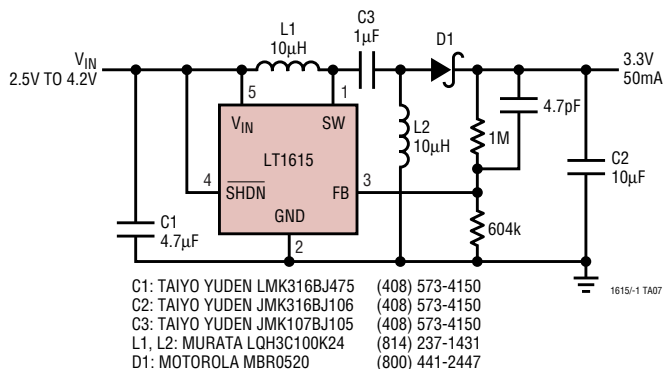 L1
10µH
C3
1µF
D1
VIN
2.5V TO 4.2V
3.3V
50mA
5
1
4.7pF
VIN
SW
L2
10µH
1M
LT1615
C2
10µF
4
SHDN
FB
3
GND
604k
C1
4.7µF
2
1615/-1 TA07
C1: TAIYO YUDEN LMK316BJ475 (408) 573-4150
C2: TAIYO YUDEN JMK316BJ106 (408) 573-4150
C3: TAIYO YUDEN JMK107BJ105 (408) 573-4150
L1, L2: MURATA LQH3C100K24 (814) 237-1431
D1: MOTOROLA MBR0520 (800) 441-2447